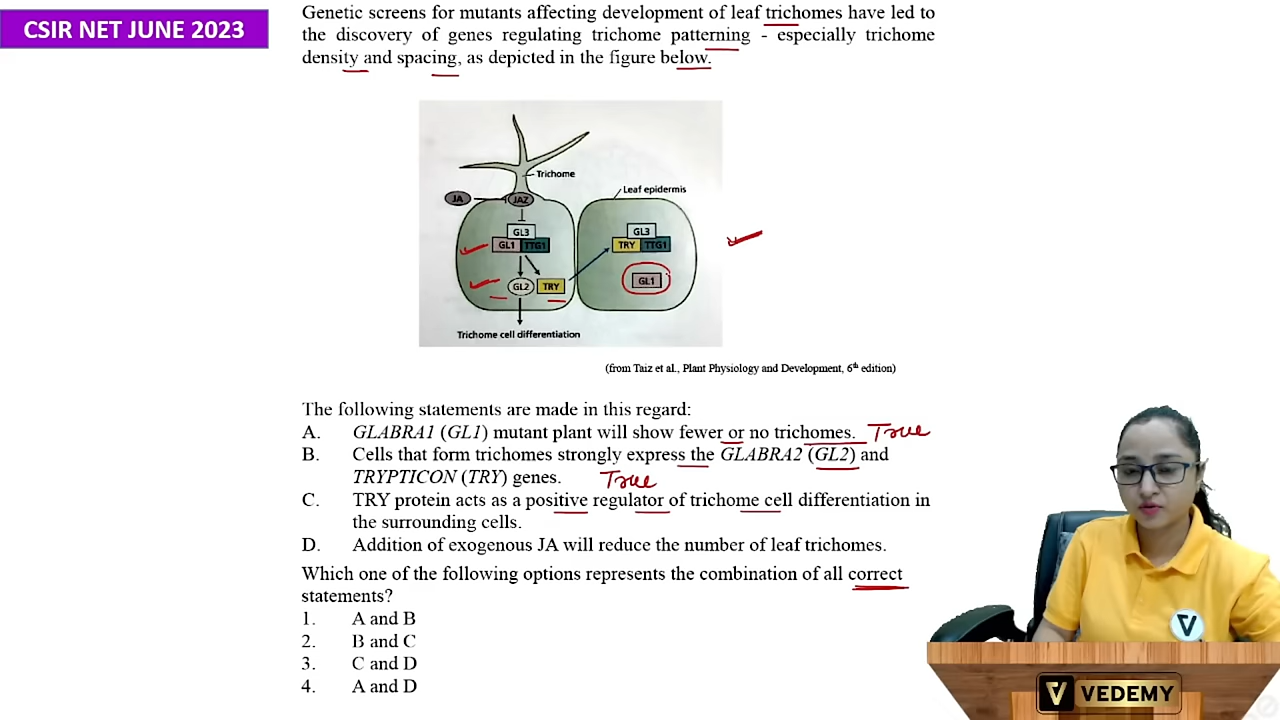 CSIR NET JUNE 2023
Genetic screens for mutants affecting development of leaf trichomes have led to
the discovery of genes regulating trichome patterning - especially trichome
density and spacing, as depicted in the figure below.
Trichome
Leaf epidermis
JA
JAZ
GL3
GL1 TTG1
GL3
TRY TTG1
GL2 TRY
GL1
Trichome cell differentiation
(from Taiz et al., Plant Physiology and Development, 6th edition)
The following statements are made in this regard:
A. GLABRA1 (GL1) mutant plant will show fewer or no trichomes. True
B. Cells that form trichomes strongly express the GLABRA2 (GL2) and
TRYPTICON (TRY) genes. True
C. TRY protein acts as a positive regulator of trichome cell differentiation in
the surrounding cells.
D. Addition of exogenous JA will reduce the number of leaf trichomes.
Which one of the following options represents the combination of all correct
statements?
1. A and B
2. B and C
3. C and D
4. A and D
V VEDEMY